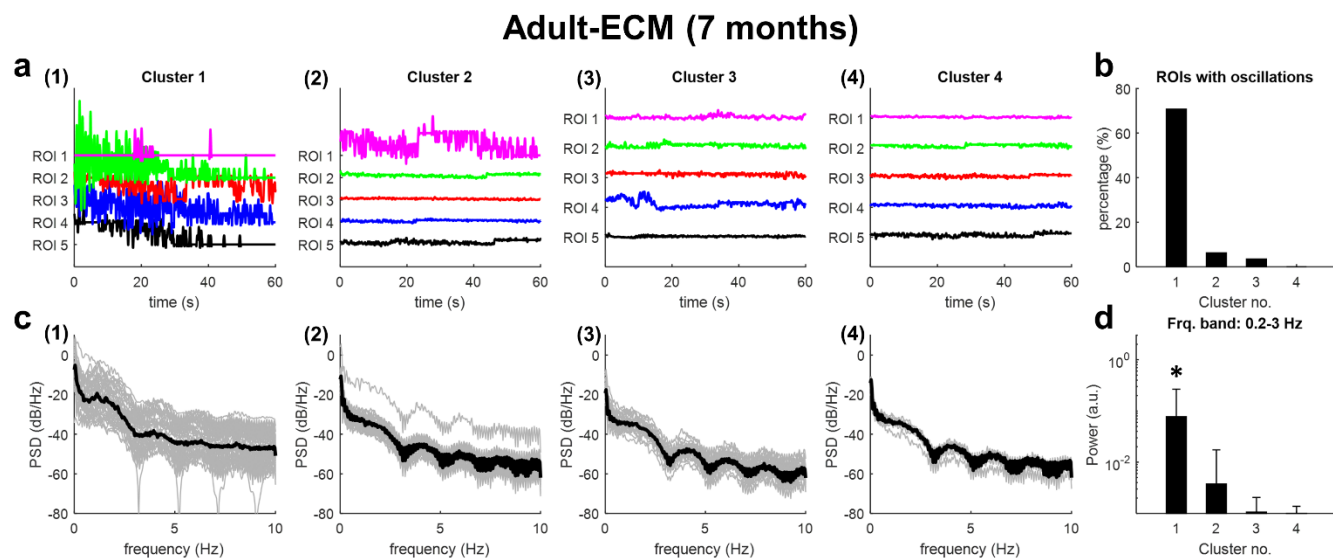 Adult-ECM (7 months)
a
(1)
Cluster 1
ROI 1
ROI 2
ROI 3
ROI 4
ROI 5
0
20
40
60
time (s)
(2)
Cluster 2
ROI 1
ROI 2
ROI 3
ROI 4
ROI 5
0
20
40
60
time (s)
(3)
Cluster 3
ROI 1
ROI 2
ROI 3
ROI 4
ROI 5
0
20
40
60
time (s)
(4)
Cluster 4
ROI 1
ROI 2
ROI 3
ROI 4
ROI 5
0
20
40
60
time (s)
b
ROIs with oscillations
percentage (%)
80
60
40
20
0
1
2
3
4
Cluster no.
c
(1)
PSD (dB/Hz)
0
-20
-40
-60
-80
0
5
10
frequency (Hz)
(2)
PSD (dB/Hz)
0
-20
-40
-60
-80
0
5
10
frequency (Hz)
(3)
PSD (dB/Hz)
0
-20
-40
-60
-80
0
5
10
frequency (Hz)
(4)
PSD (dB/Hz)
0
-20
-40
-60
-80
0
5
10
frequency (Hz)
d
Frq. band: 0.2-3 Hz
Power (a.u.)
10⁰
10⁻²
*
1
2
3
4
Cluster no.